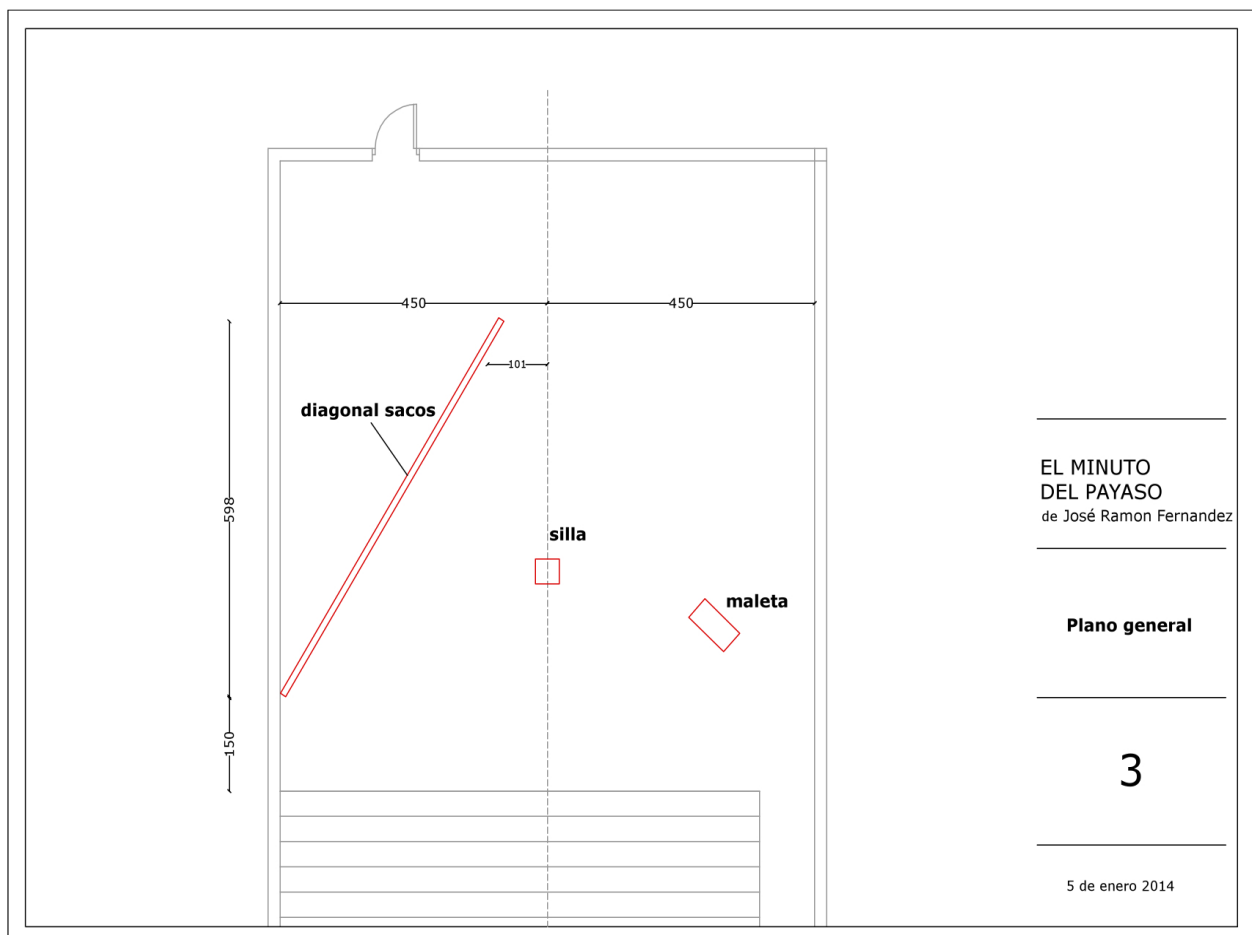 450
450
101
diagonal sacos
598
silla
maleta
150
EL MINUTO
DEL PAYASO
de José Ramon Fernandez
Plano general
3
5 de enero 2014